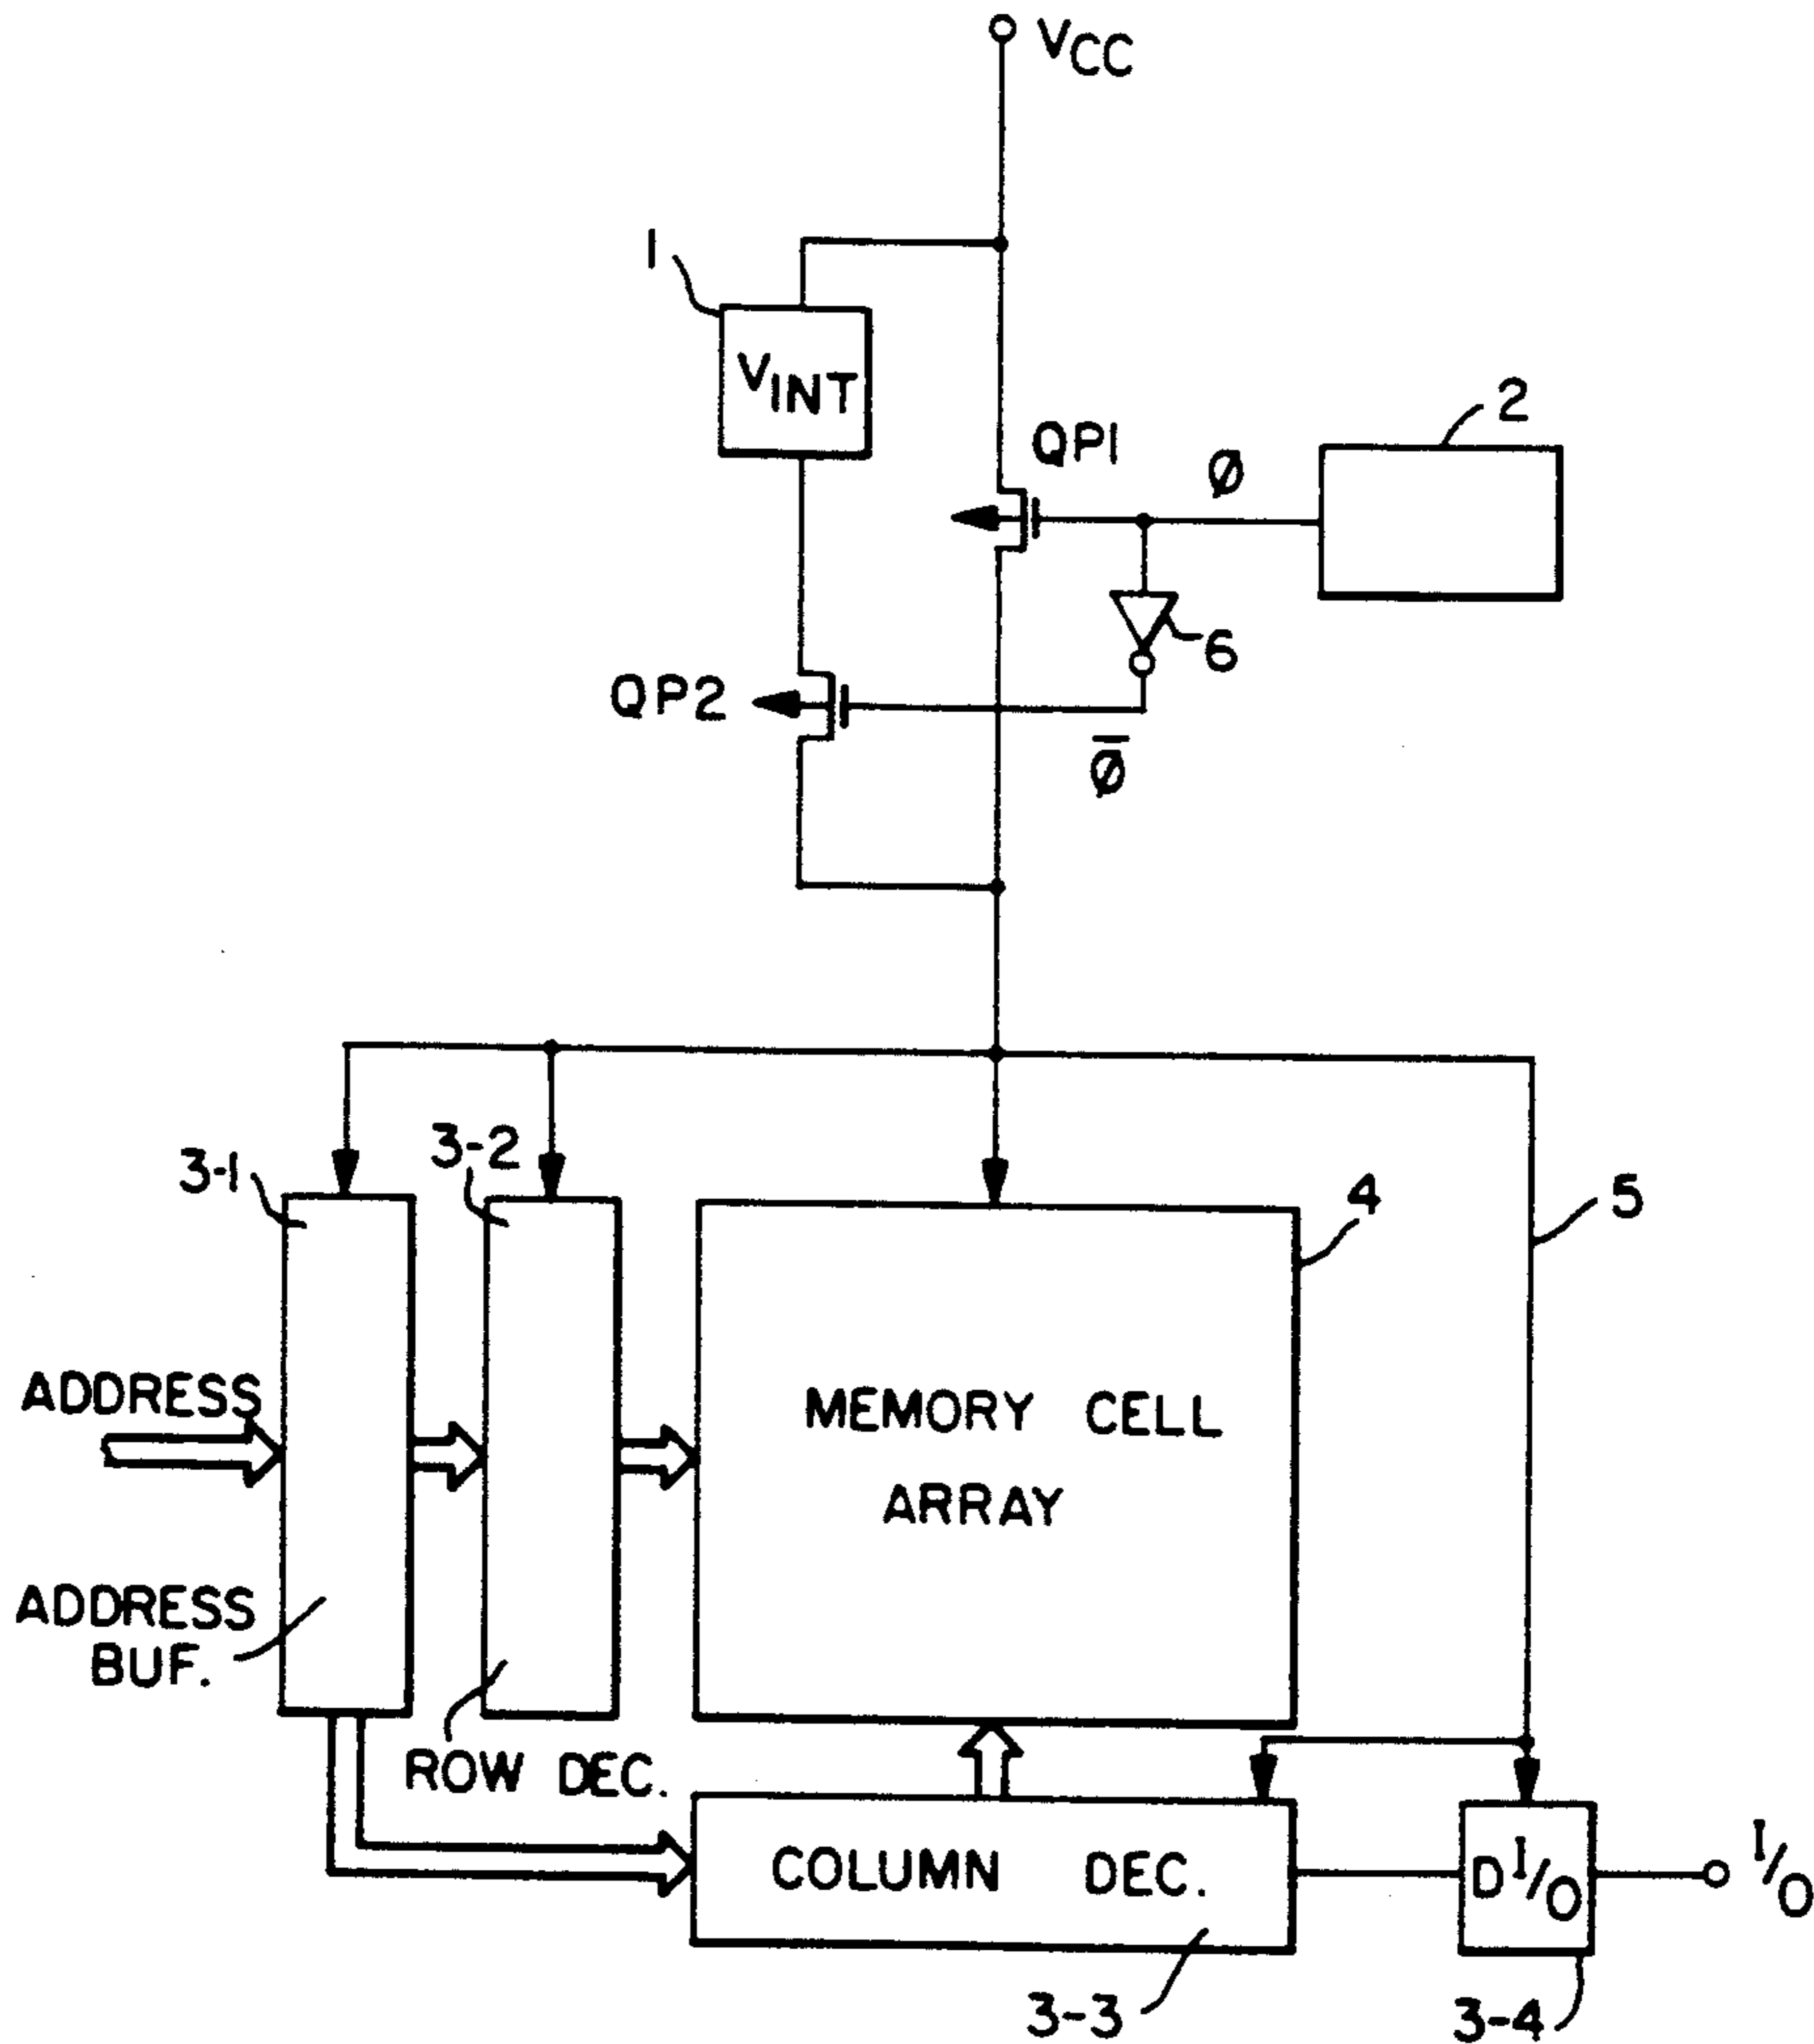 VCC
1
VINT
QP1
Ø
2
6
QP2
Ø̅
3-1
3-2
4
5
ADDRESS
MEMORY CELL
ARRAY
ADDRESS
BUF.
ROW DEC.
COLUMN DEC.
D I/O
I/O
3-3
3-4